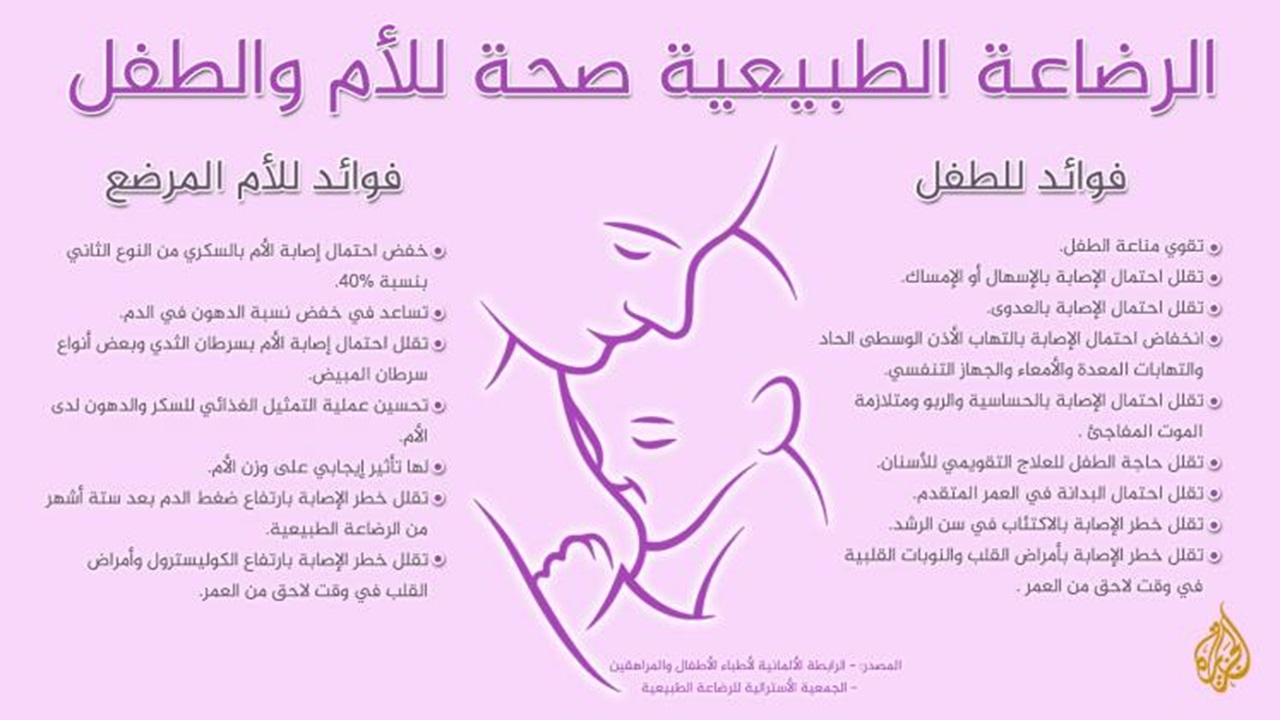 الرضاعة الطبيعية صحة للأم والطفل
فوائد للطفل
تقوي مناعة الطفل.
تقلل احتمال الإصابة بالإسهال أو الإمساك.
تقلل احتمال الإصابة بالعدوى.
انخفاض احتمال الإصابة بالتهاب الأذن الوسطى الحاد
والتهابات المعدة والأمعاء والجهاز التنفسي.
تقلل احتمال الإصابة بالحساسية والربو ومتلازمة
الموت المفاجئ .
تقلل حاجة الطفل للعلاج التقويمي للأسنان.
تقلل احتمال البدانة في العمر المتقدم.
تقلل خطر الإصابة بالاكتئاب في سن الرشد.
تقلل خطر الإصابة بأمراض القلب والنوبات القلبية
في وقت لاحق من العمر .
فوائد للأم المرضع
خفض احتمال إصابة الأم بالسكري من النوع الثاني
بنسبة 40%.
تساعد في خفض نسبة الدهون في الدم.
تقلل احتمال إصابة الأم بسرطان الثدي وبعض أنواع
سرطان المبيض.
تحسين عملية التمثيل الغذائي للسكر والدهون لدى
الأم.
لها تأثير إيجابي على وزن الأم.
تقلل خطر الإصابة بارتفاع ضغط الدم بعد ستة أشهر
من الرضاعة الطبيعية.
تقلل خطر الإصابة بارتفاع الكوليسترول وأمراض
القلب في وقت لاحق من العمر.
المصدر: - الرابطة الألمانية لأطباء الأطفال والمراهقين
- الجمعية الأسترالية للرضاعة الطبيعية
الجزيرة